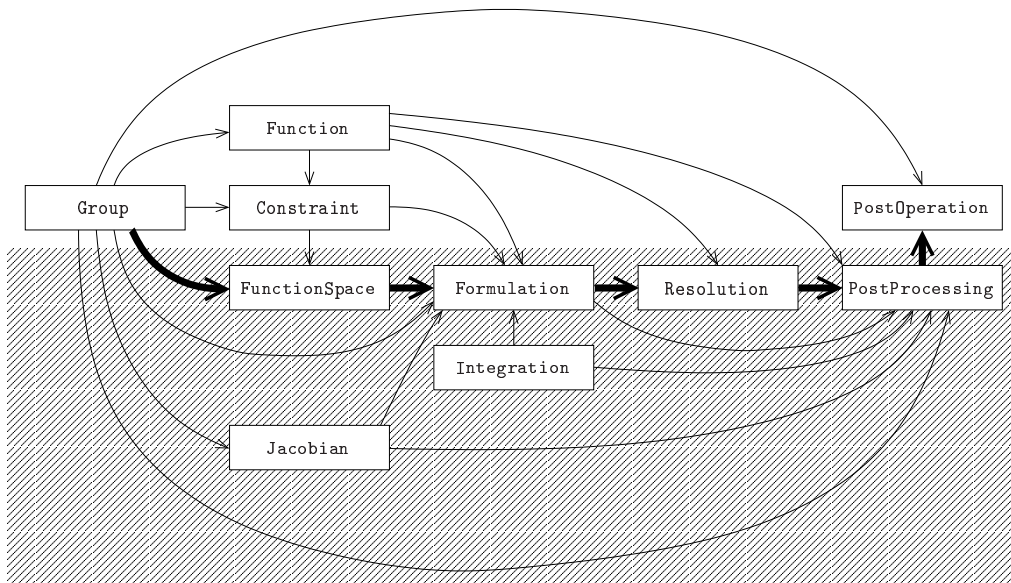 Function
Group
Constraint
PostOperation
FunctionSpace
Formulation
Resolution
PostProcessing
Integration
Jacobian